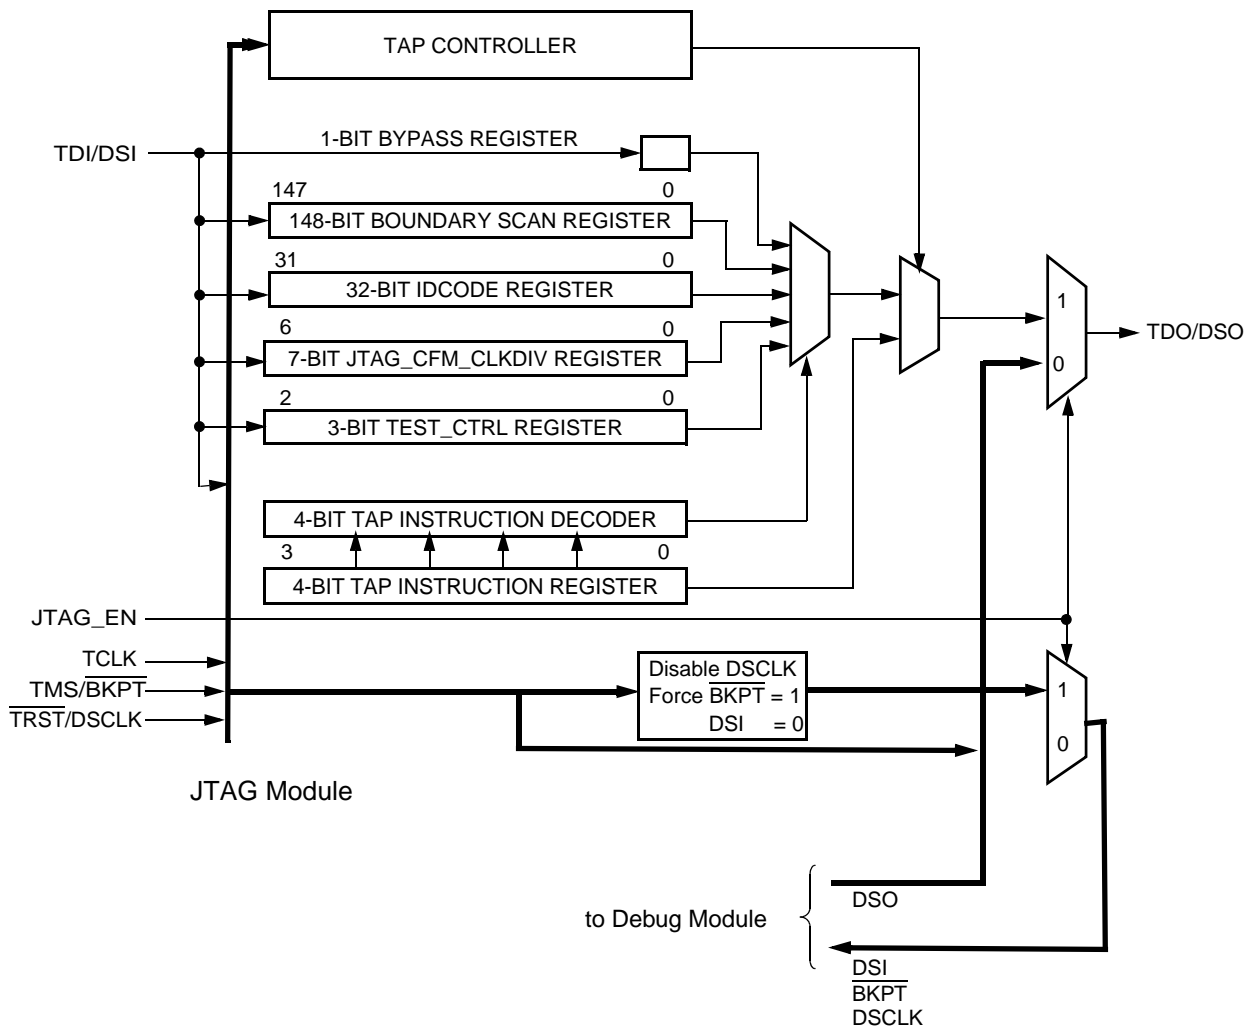 TAP CONTROLLER
1-BIT BYPASS REGISTER
TDI/DSI
147 0
148-BIT BOUNDARY SCAN REGISTER
31 0
32-BIT IDCODE REGISTER
6 0
7-BIT JTAG_CFM_CLKDIV REGISTER
2 0
3-BIT TEST_CTRL REGISTER
1
0
TDO/DSO
4-BIT TAP INSTRUCTION DECODER
3 0
4-BIT TAP INSTRUCTION REGISTER
JTAG_EN
TCLK
TMS/BKPT
TRST/DSCLK
Disable DSCLK
Force BKPT = 1
DSI = 0
1
0
JTAG Module
to Debug Module
DSO
DSI
BKPT
DSCLK